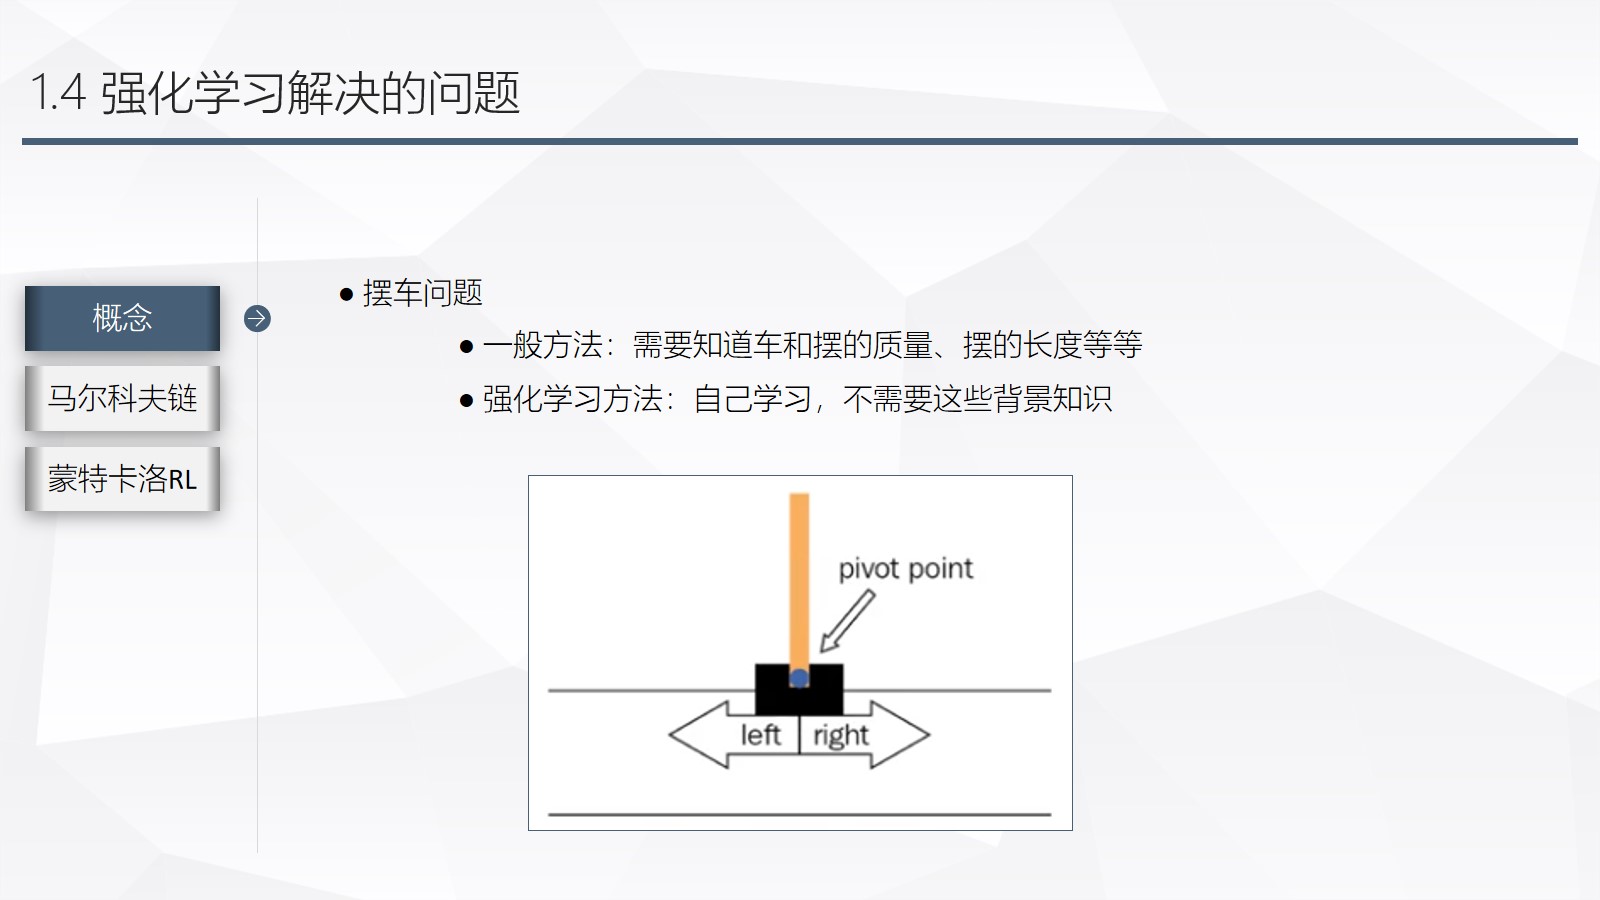 1.4 强化学习解决的问题
概念
马尔科夫链
蒙特卡洛RL
● 摆车问题
● 一般方法：需要知道车和摆的质量、摆的长度等等
● 强化学习方法：自己学习，不需要这些背景知识
pivot point
left
right